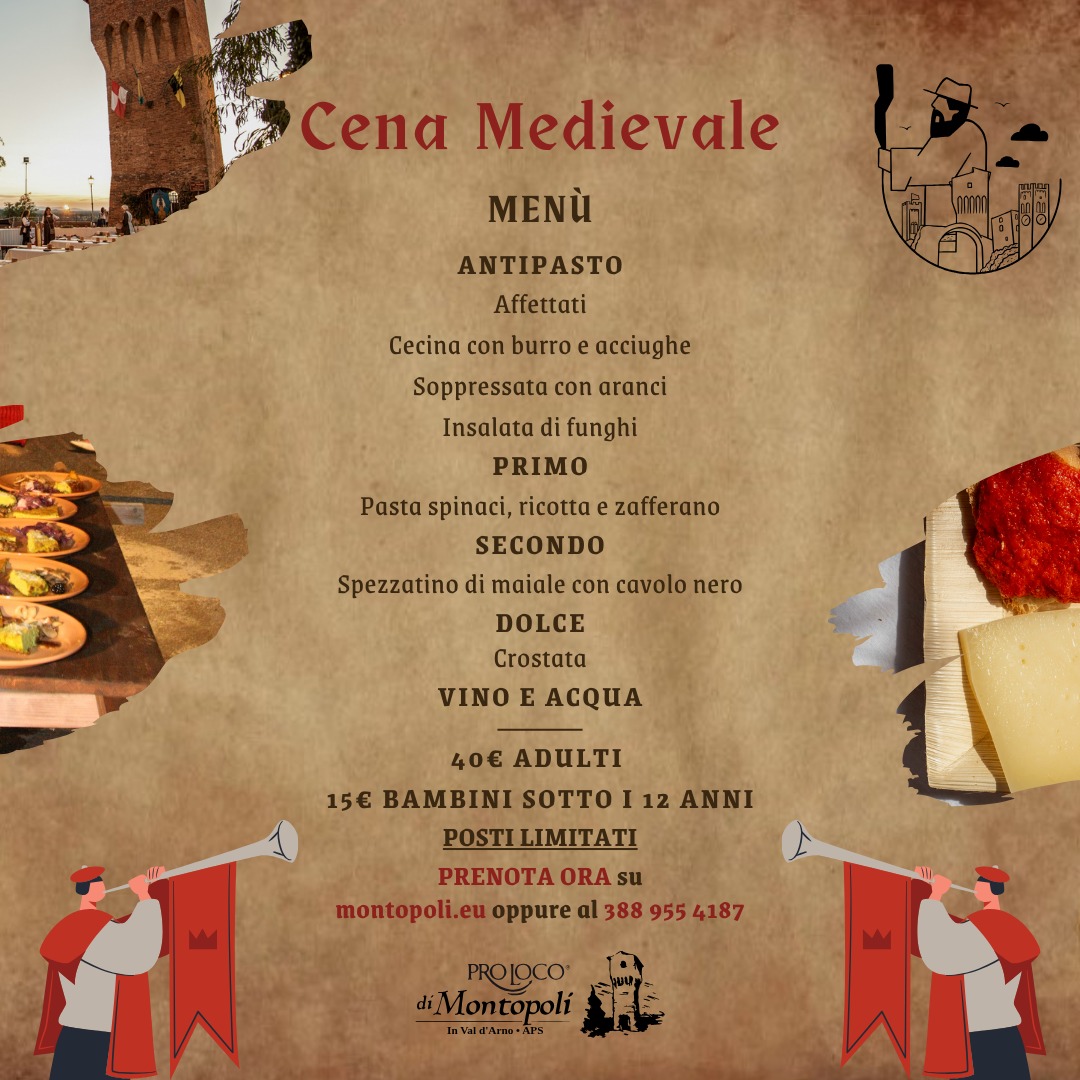 Cena Medievale
MENÙ
ANTIPASTO
Affettati
Cecina con burro e acciughe
Soppressata con aranci
Insalata di funghi
PRIMO
Pasta spinaci, ricotta e zafferano
SECONDO
Spezzatino di maiale con cavolo nero
DOLCE
Crostata
VINO E ACQUA
40€ ADULTI
15€ BAMBINI SOTTO I 12 ANNI
POSTI LIMITATI
PRENOTA ORA su
montopoli.eu oppure al 388 955 4187
PRO LOCO®
di Montopoli
In Val d'Arno • APS